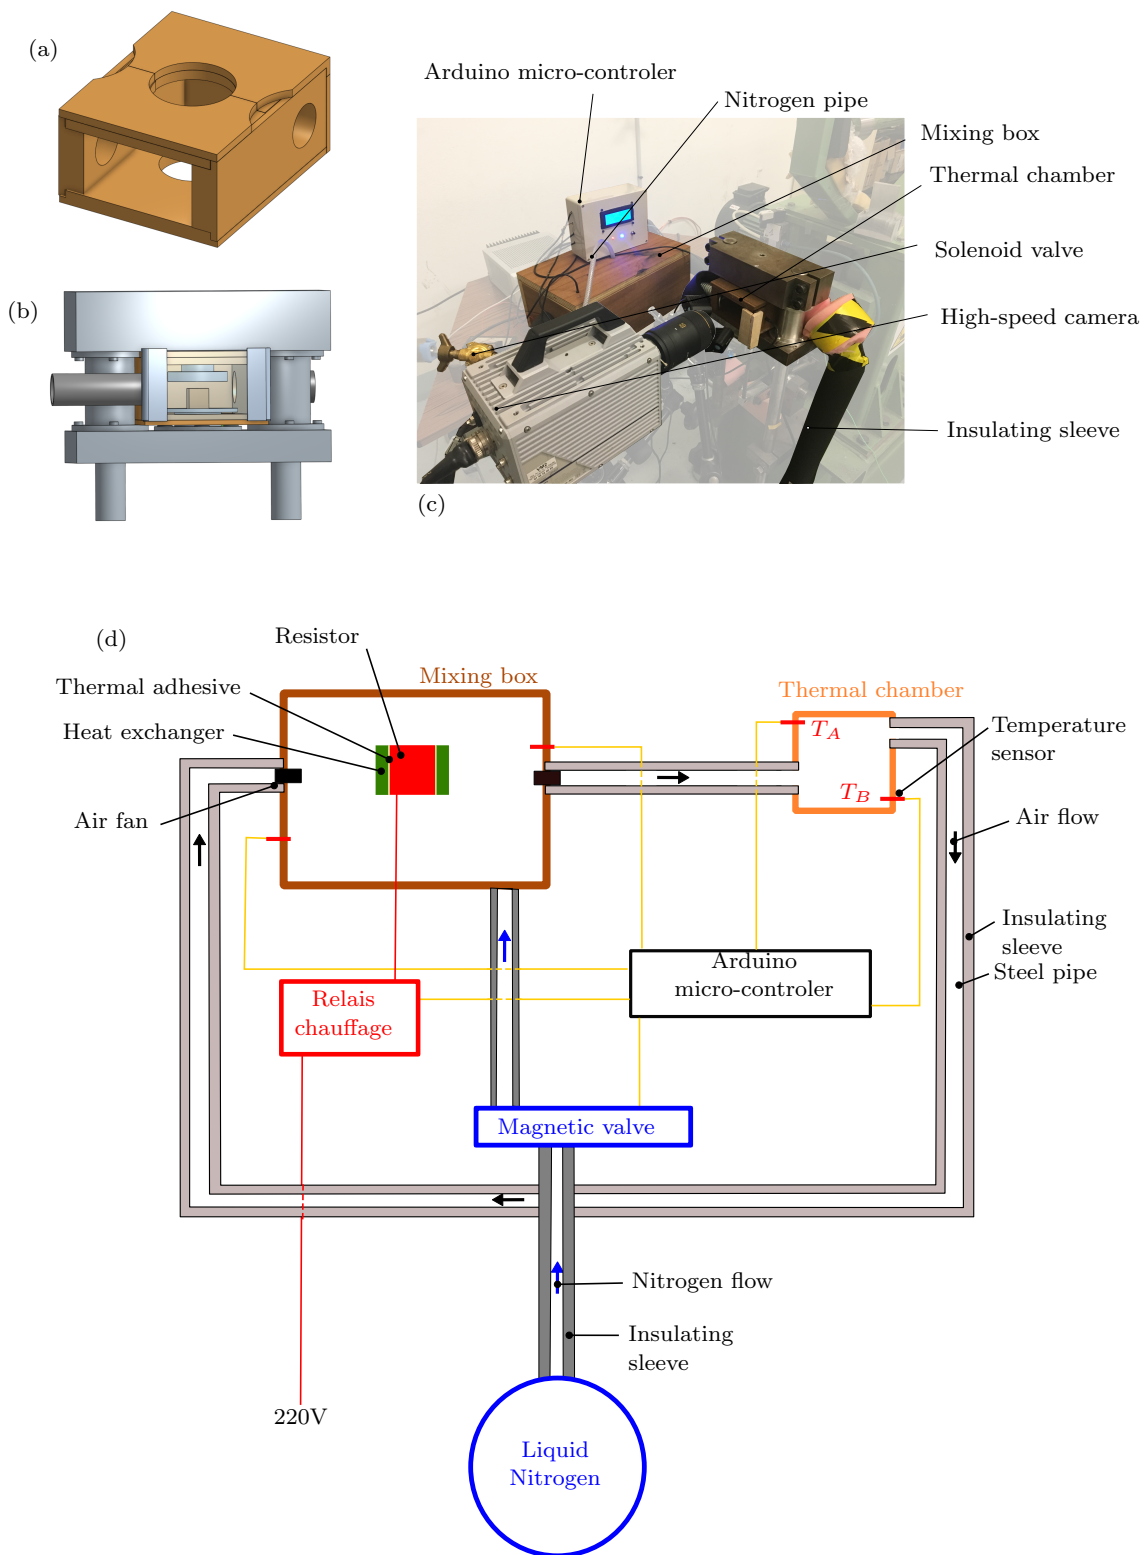 (a)
Arduino micro-controler
Nitrogen pipe
Mixing box
Thermal chamber
Solenoid valve
(b)
High-speed camera
Insulating sleeve
(c)
(d)
Resistor
Mixing box
Thermal adhesive
Thermal chamber
Heat exchanger
T_A
Temperature
sensor
T_B
Air fan
Air flow
Insulating
sleeve
Arduino
micro-controler
Steel pipe
Relais
chauffage
Magnetic valve
Nitrogen flow
Insulating
sleeve
220V
Liquid
Nitrogen